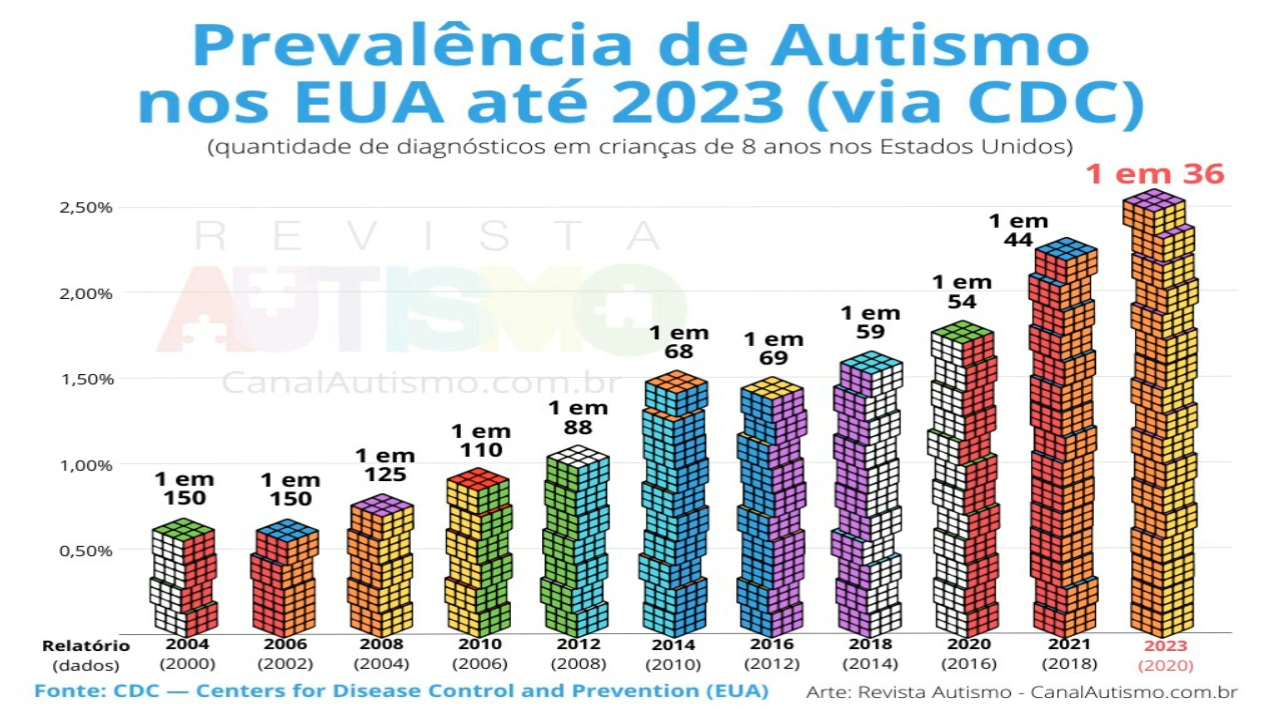 Prevalência de Autismo
nos EUA até 2023 (via CDC)
(quantidade de diagnósticos em crianças de 8 anos nos Estados Unidos)
1 em 36
2,50%
REVISTA
AUTISMO
CanalAutismo.com.br
1 em
44
2,00%
1 em
54
1 em
59
1 em
68
1 em
69
1,50%
1 em
88
1 em
110
1 em
125
1,00%
1 em
150
1 em
150
0,50%
Relatório 2004 2006 2008 2010 2012 2014 2016 2018 2020 2021 2023
(dados) (2000) (2002) (2004) (2006) (2008) (2010) (2012) (2014) (2016) (2018) (2020)
Fonte: CDC — Centers for Disease Control and Prevention (EUA) Arte: Revista Autismo - CanalAutismo.com.br